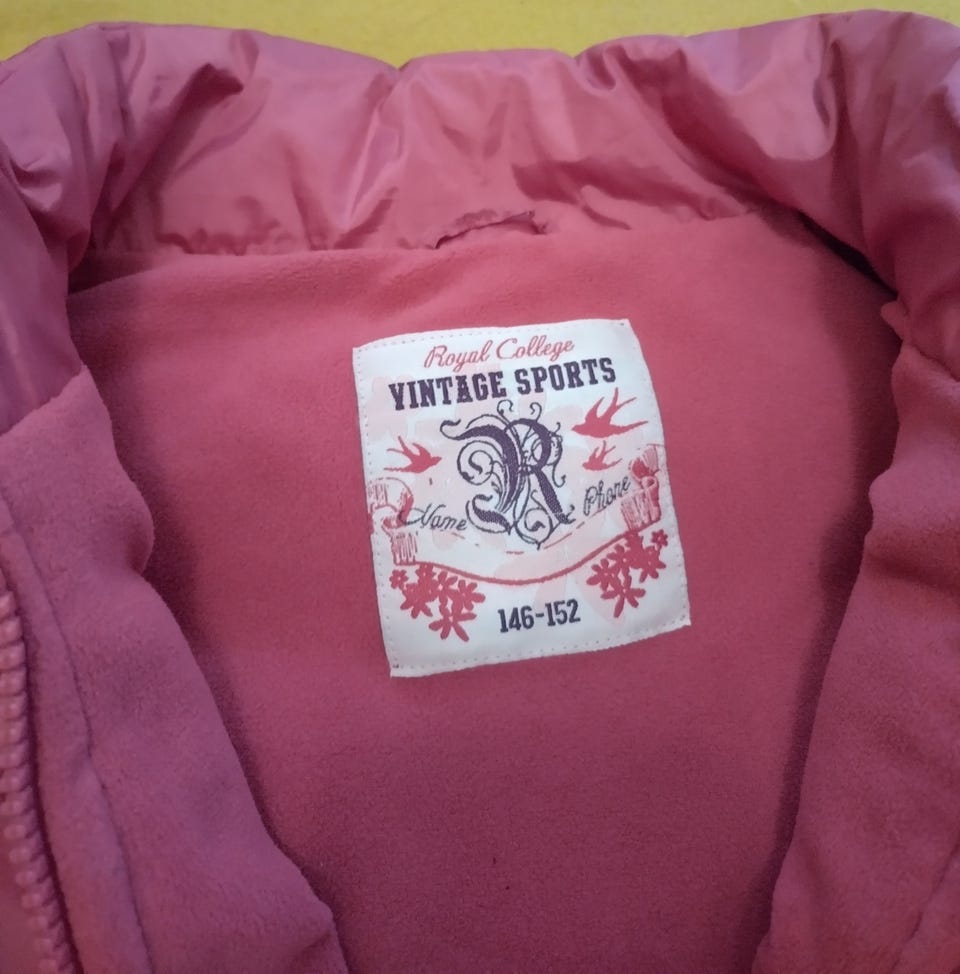 Royal College
VINTAGE SPORTS
R
Name
Phone
146-152